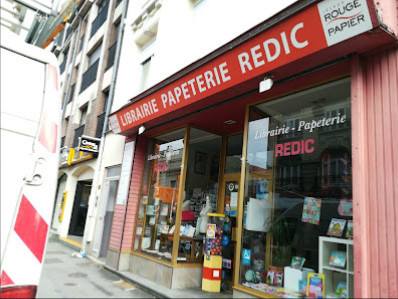 LIBRAIRIE PAPETERIE REDIC
ROUGE
PAPIER
Librairie - Papeterie
REDIC